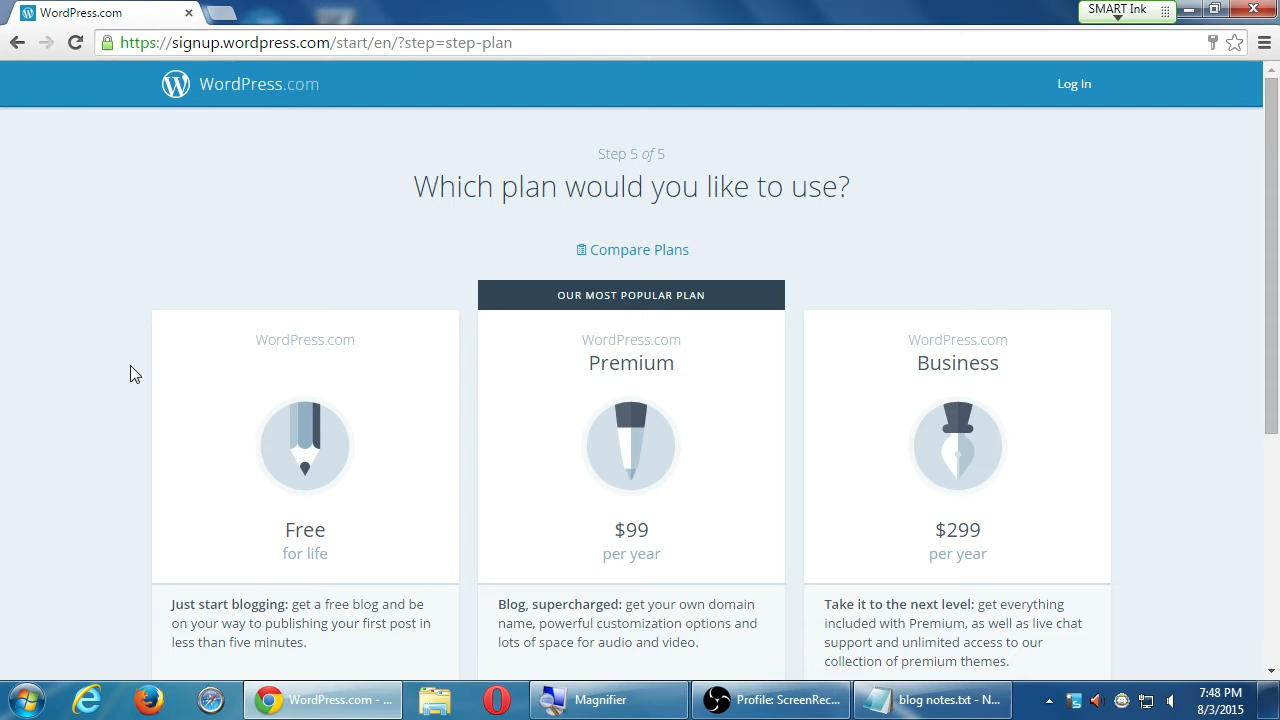 WordPress.com
SMART Ink
https://signup.wordpress.com/start/en/?step=step-plan
WordPress.com
Log In
Step 5 of 5
Which plan would you like to use?
Compare Plans
OUR MOST POPULAR PLAN
WordPress.com
Free
for life
Just start blogging: get a free blog and be
on your way to publishing your first post in
less than five minutes.
WordPress.com
Premium
$99
per year
Blog, supercharged: get your own domain
name, powerful customization options and
lots of space for audio and video.
WordPress.com
Business
$299
per year
Take it to the next level: get everything
included with Premium, as well as live chat
support and unlimited access to our
collection of premium themes.
WordPress.com - ...
Magnifier
Profile: ScreenRec...
blog notes.txt - N...
7:48 PM
8/3/2015